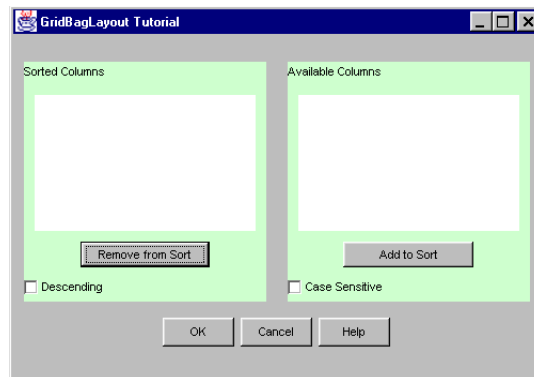 GridBagLayout Tutorial
Sorted Columns
Available Columns
Remove from Sort
Add to Sort
Descending
Case Sensitive
OK
Cancel
Help